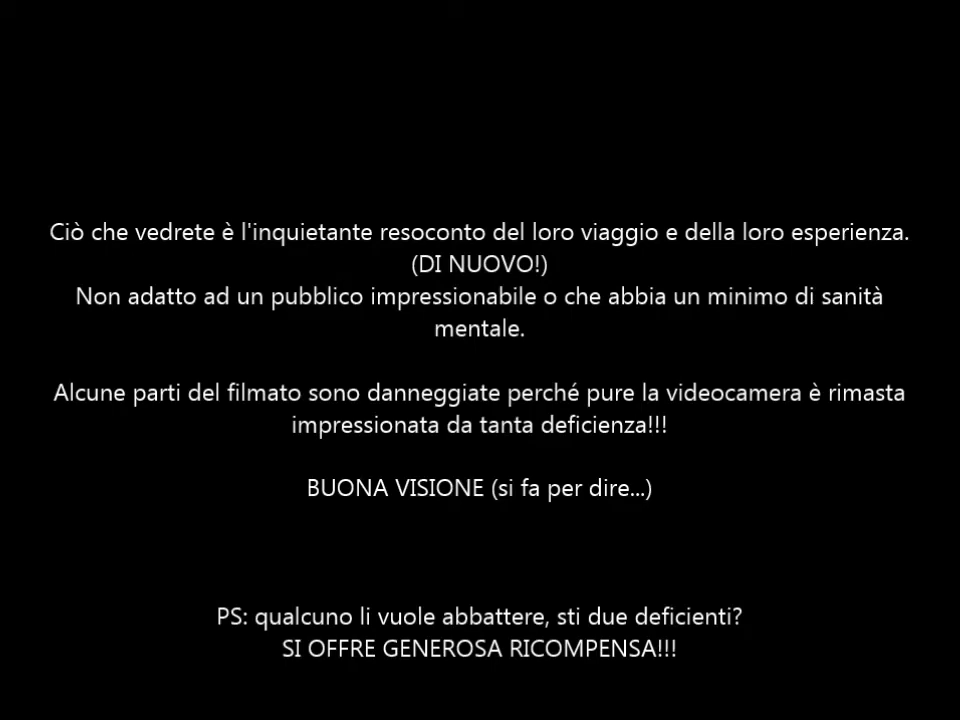 Ciò che vedrete è l'inquietante resoconto del loro viaggio e della loro esperienza.
(DI NUOVO!)
Non adatto ad un pubblico impressionabile o che abbia un minimo di sanità
mentale.
Alcune parti del filmato sono danneggiate perché pure la videocamera è rimasta
impressionata da tanta deficienza!!!
BUONA VISIONE (si fa per dire...)
PS: qualcuno li vuole abbattere, sti due deficienti?
SI OFFRE GENEROSA RICOMPENSA!!!